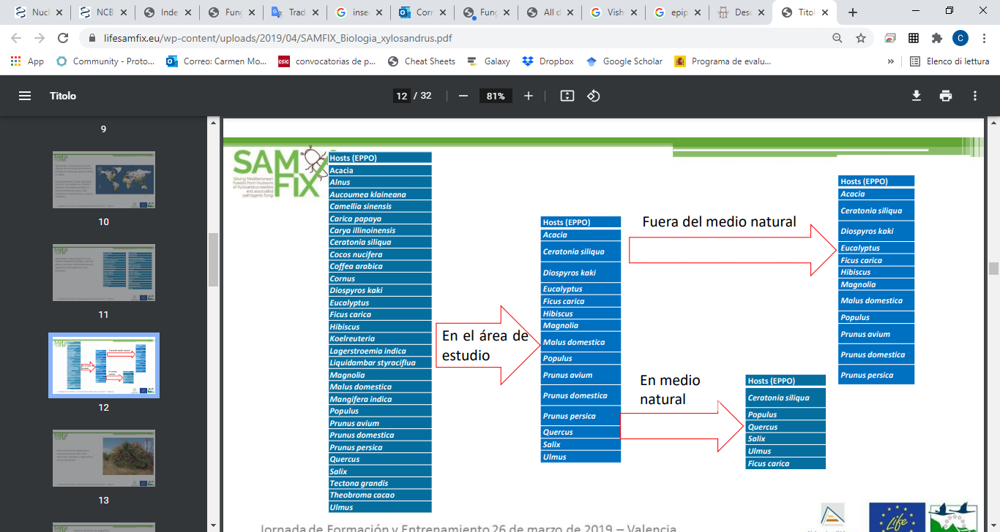 Nucl
NCB
Inde
Fung
Trad
inse
Corr
Fung
All d
Vish
epip
Desc
Titol
lifesamfix.eu/wp-content/uploads/2019/04/SAMFIX_Biologia_xylosandrus.pdf
C
App
Community - Proto...
Correo: Carmen Mo...
CSIC
convocatorias de p...
Cheat Sheets
Galaxy
Dropbox
Google Scholar
Programa de evalu...
»
Elenco di lettura
Titolo
12 / 32
81%
9
10
11
12
13
SAM
FIX
Saving Mediterranean
Forests from Invasions
of Xylosandrus beetles
and associated
pathogenic fungi
Hosts (EPPO)
Acacia
Alnus
Aucoumea klaineana
Camellia sinensis
Carica papaya
Carya illinoinensis
Ceratonia siliqua
Cocos nucifera
Coffea arabica
Cornus
Diospyros kaki
Eucalyptus
Ficus carica
Hibiscus
Koelreuteria
Lagerstroemia indica
Liquidambar styraciflua
Magnolia
Malus domestica
Mangifera indica
Populus
Prunus avium
Prunus domestica
Prunus persica
Quercus
Salix
Tectona grandis
Theobroma cacao
Ulmus
En el área de
estudio
Hosts (EPPO)
Acacia
Ceratonia siliqua
Diospyros kaki
Eucalyptus
Ficus carica
Hibiscus
Magnolia
Malus domestica
Populus
Prunus avium
Prunus domestica
Prunus persica
Quercus
Salix
Ulmus
Fuera del medio natural
Hosts (EPPO)
Acacia
Ceratonia siliqua
Diospyros kaki
Eucalyptus
Ficus carica
Hibiscus
Magnolia
Malus domestica
Populus
Prunus avium
Prunus domestica
Prunus persica
En medio
natural
Hosts (EPPO)
Ceratonia siliqua
Populus
Quercus
Salix
Ulmus
Ficus carica
Jornada de Formación y Entrenamiento 26 de marzo de 2019 – Valencia
Life